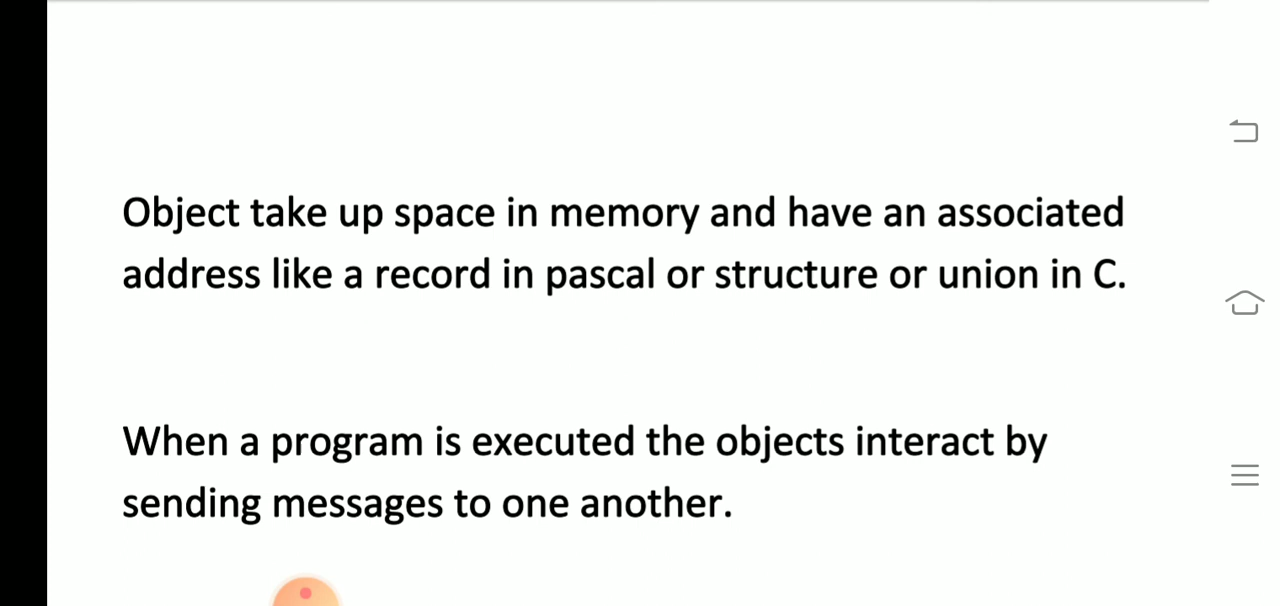 Object take up space in memory and have an associated
address like a record in pascal or structure or union in C.
When a program is executed the objects interact by
sending messages to one another.